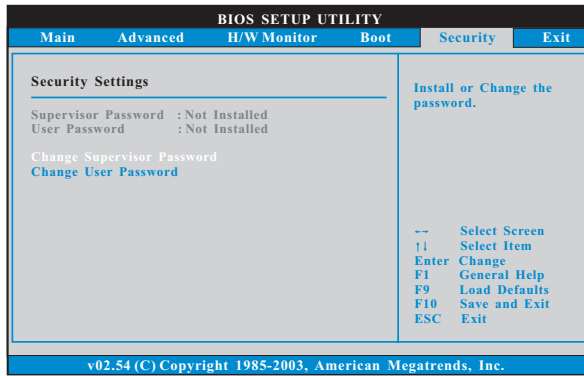 BIOS SETUP UTILITY
Main Advanced H/W Monitor Boot Security Exit
Security Settings
Supervisor Password : Not Installed
User Password : Not Installed
Change Supervisor Password
Change User Password
Install or Change the
password.
←→ Select Screen
↑↓ Select Item
Enter Change
F1 General Help
F9 Load Defaults
F10 Save and Exit
ESC Exit
v02.54 (C) Copyright 1985-2003, American Megatrends, Inc.